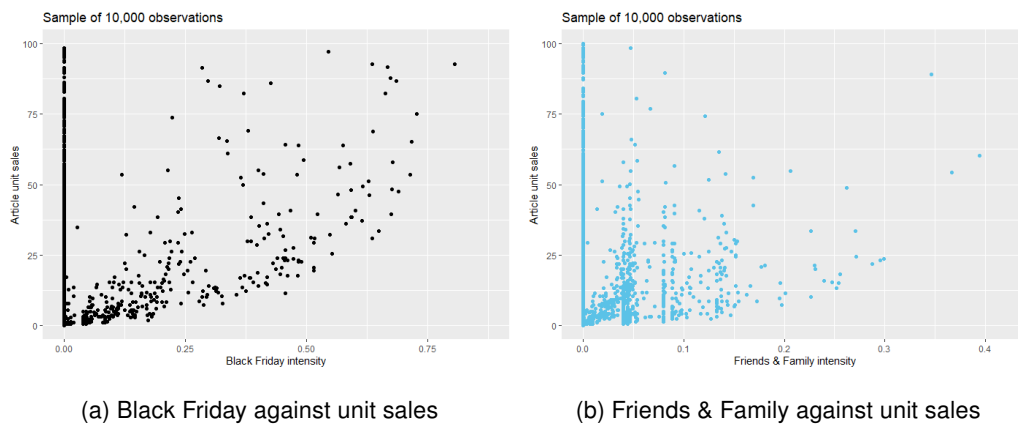 Sample of 10,000 observations
100
75
50
25
0
Article unit sales
0.00 0.25 0.50 0.75
Black Friday intensity
(a) Black Friday against unit sales
Sample of 10,000 observations
100
75
50
25
0
Article unit sales
0.0 0.1 0.2 0.3 0.4
Friends & Family intensity
(b) Friends & Family against unit sales